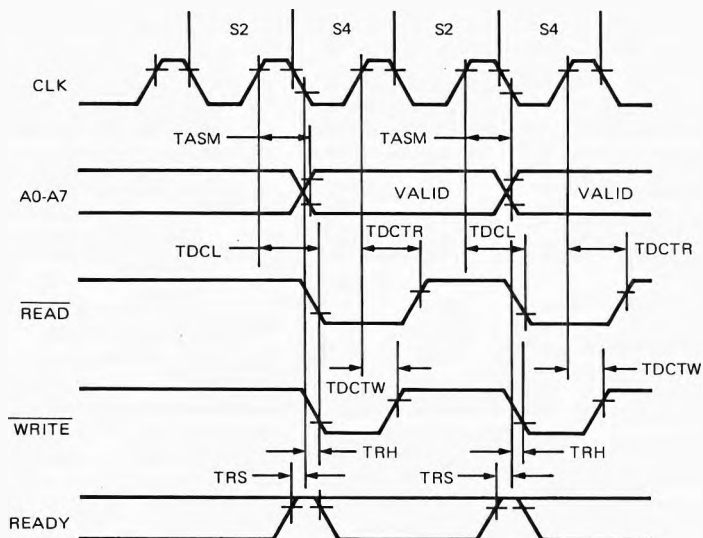 S2 S4 S2 S4
CLK
TASM TASM
A0-A7 VALID VALID
TDCL TDCTR TDCL TDCTR
READ
TDCTW TDCTW
WRITE
TRH TRH
TRS TRS
READY